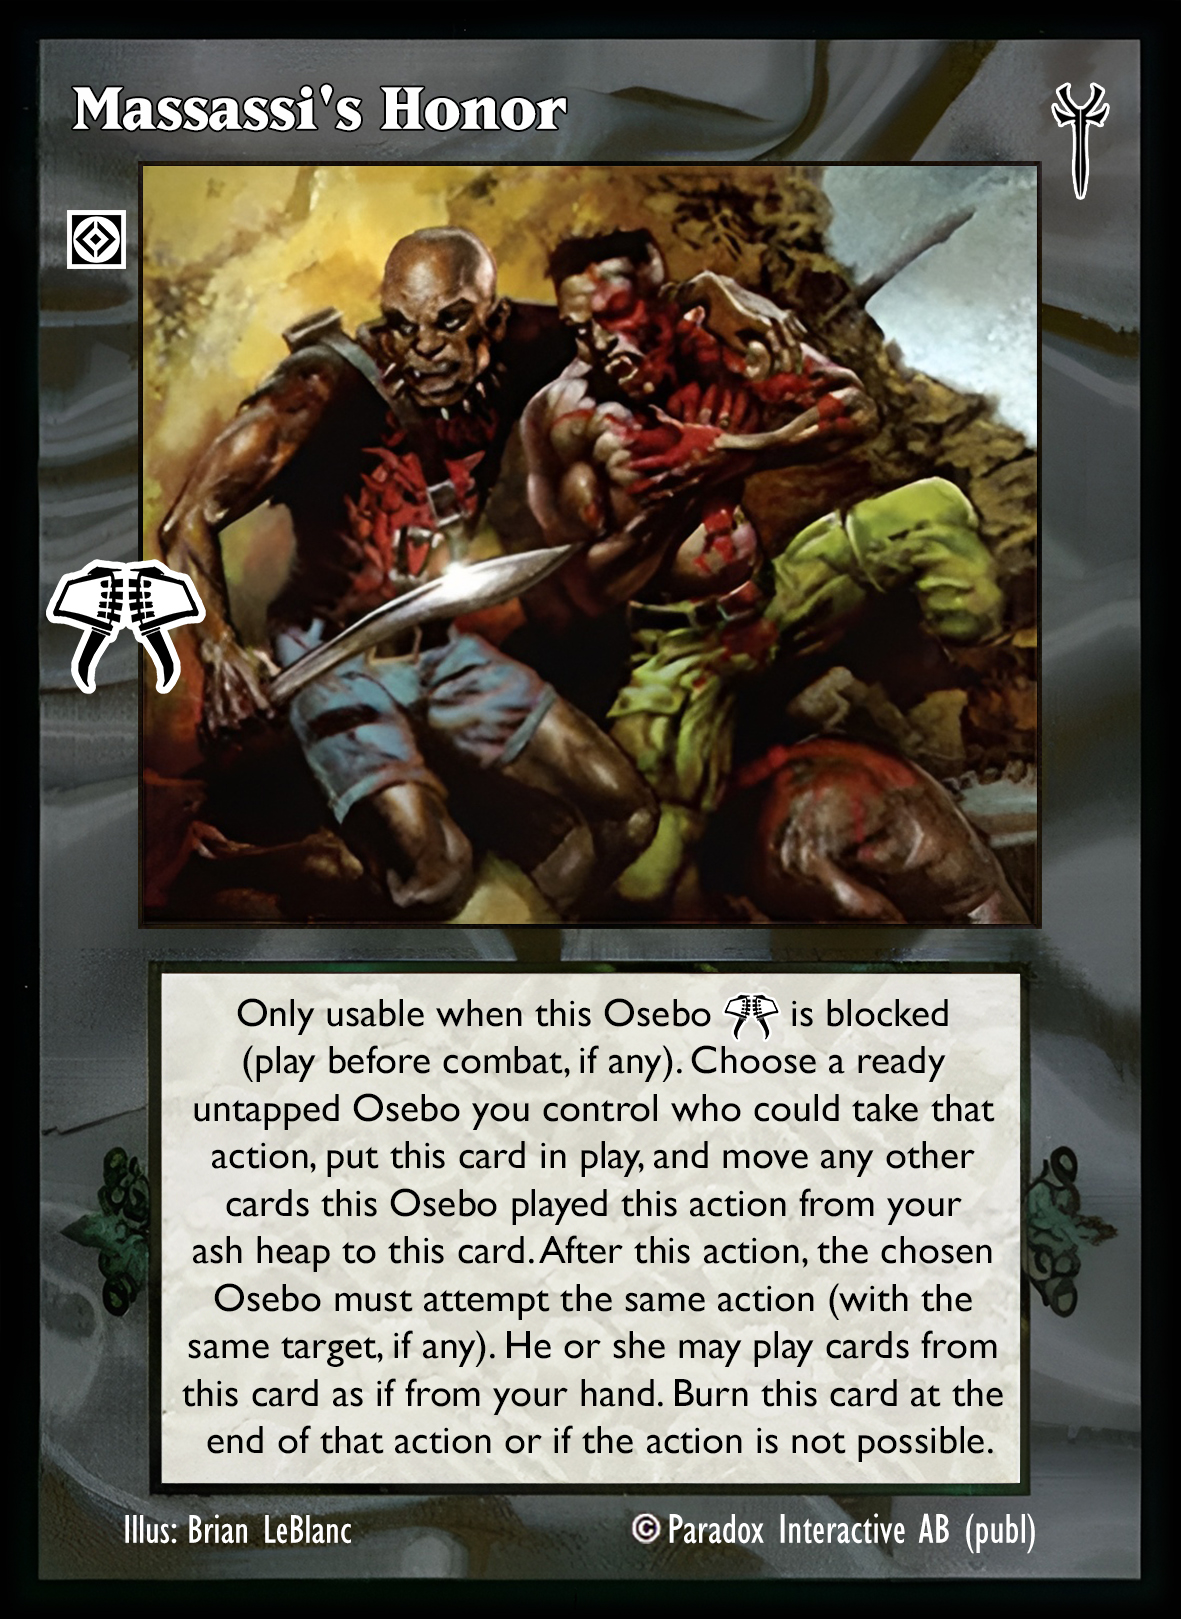 Massassi's Honor
Only usable when this Osebo is blocked
(play before combat, if any). Choose a ready
untapped Osebo you control who could take that
action, put this card in play, and move any other
cards this Osebo played this action from your
ash heap to this card. After this action, the chosen
Osebo must attempt the same action (with the
same target, if any). He or she may play cards from
this card as if from your hand. Burn this card at the
end of that action or if the action is not possible.
Illus: Brian LeBlanc © Paradox Interactive AB (publ)